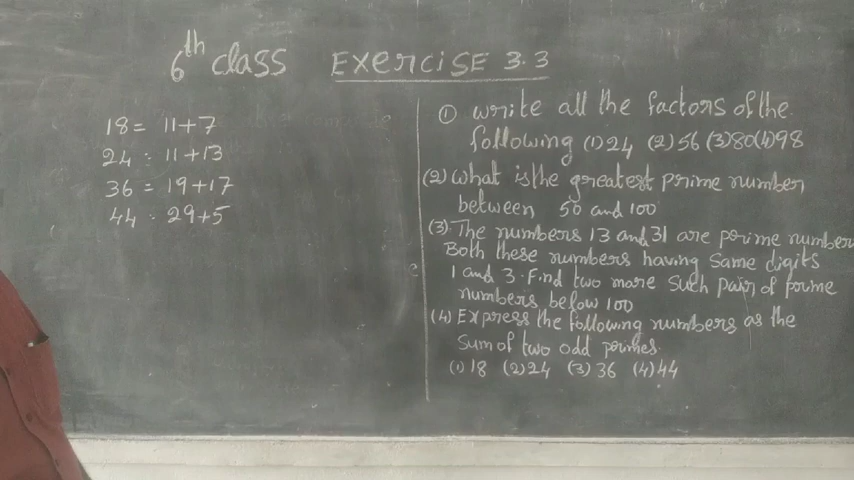 6th class Exercise 3.3
18 = 11+7
24 = 11+13
36 = 19+17
44 = 29+5
(1) write all the factors of the
following (1)24 (2)56 (3)80(4)98
(2) what is the greatest prime number
between 50 and 100
(3) The numbers 13 and 31 are prime number
Both these numbers having same digits
1 and 3. Find two more such pair of prime
numbers below 100
(4) Express the following numbers as the
sum of two odd primes.
(1) 18 (2) 24 (3) 36 (4) 44